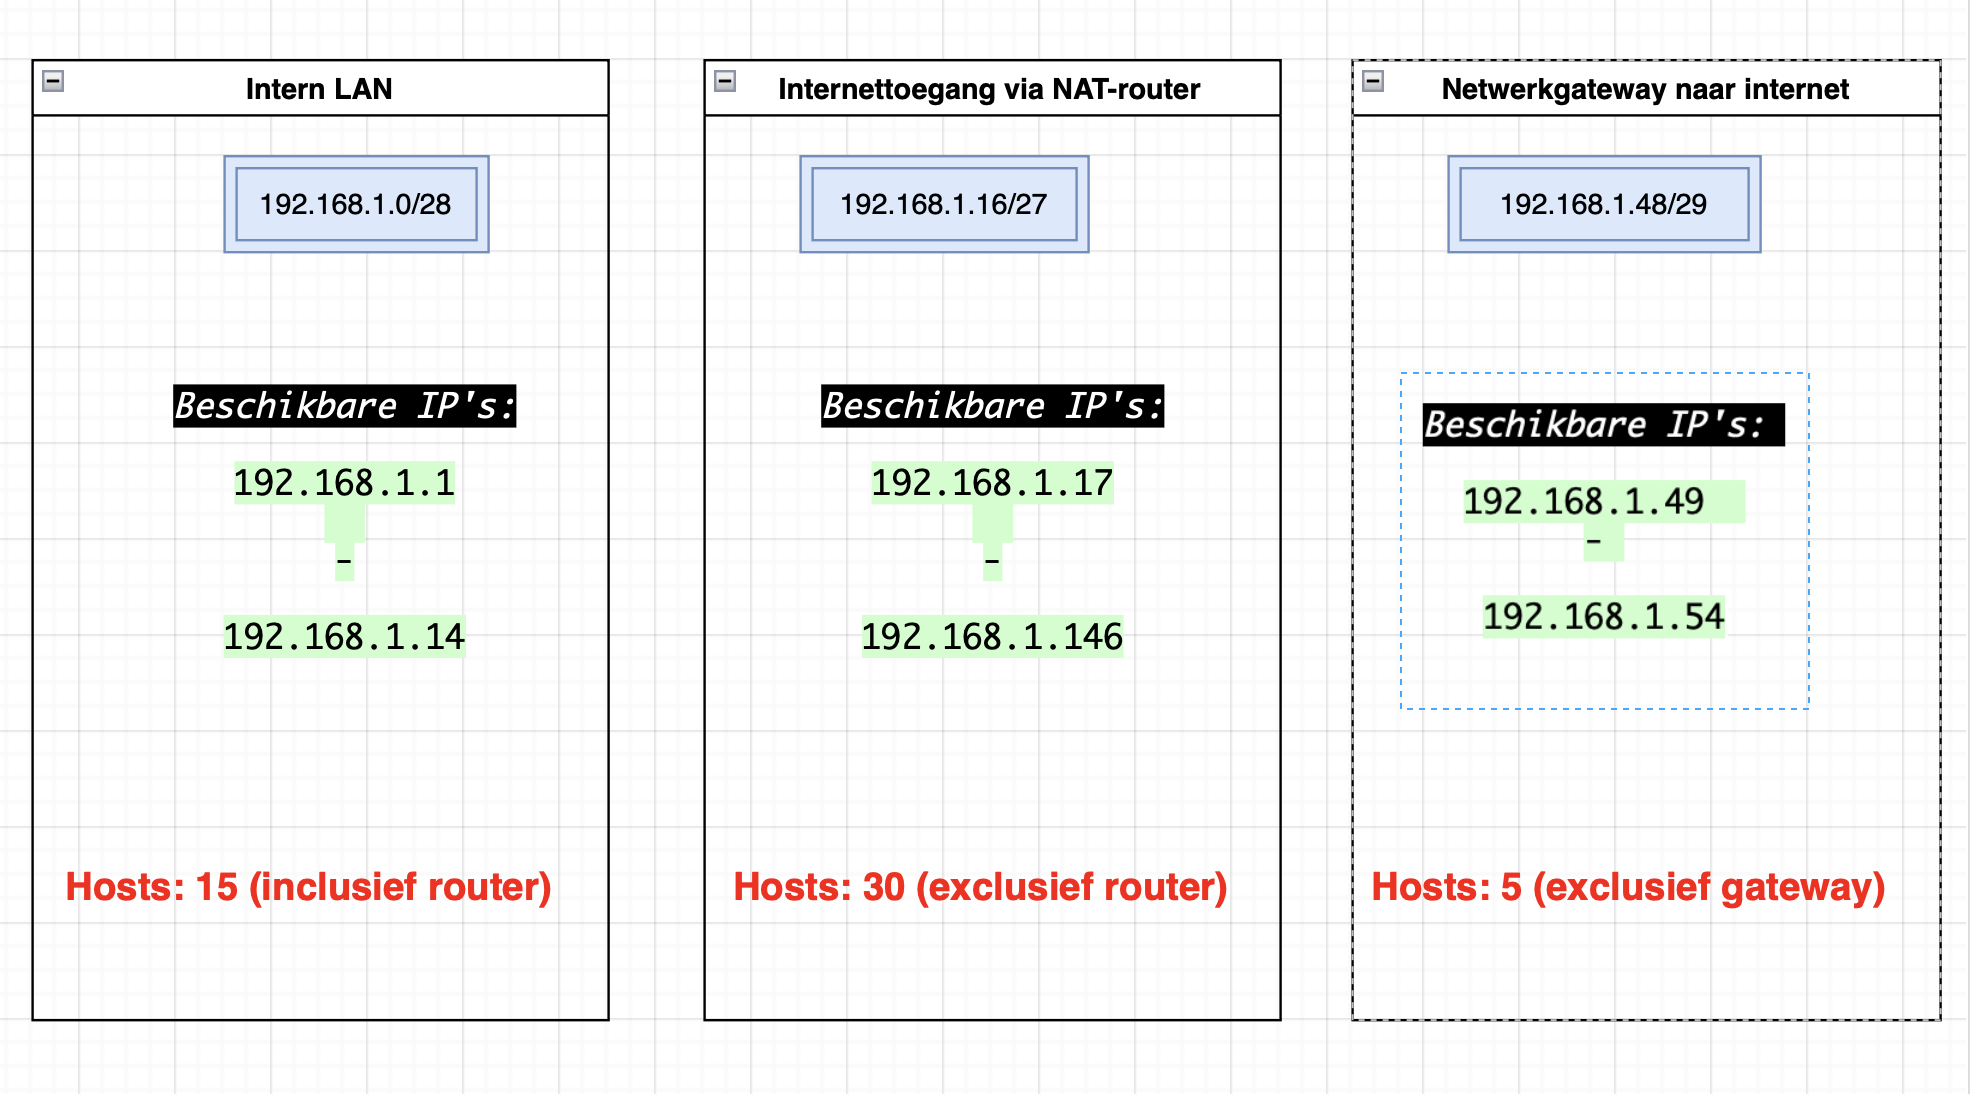 Intern LAN
192.168.1.0/28
Beschikbare IP's:
192.168.1.1
-
192.168.1.14
Hosts: 15 (inclusief router)
Internettoegang via NAT-router
192.168.1.16/27
Beschikbare IP's:
192.168.1.17
-
192.168.1.146
Hosts: 30 (exclusief router)
Netwerkgateway naar internet
192.168.1.48/29
Beschikbare IP's:
192.168.1.49
-
192.168.1.54
Hosts: 5 (exclusief gateway)